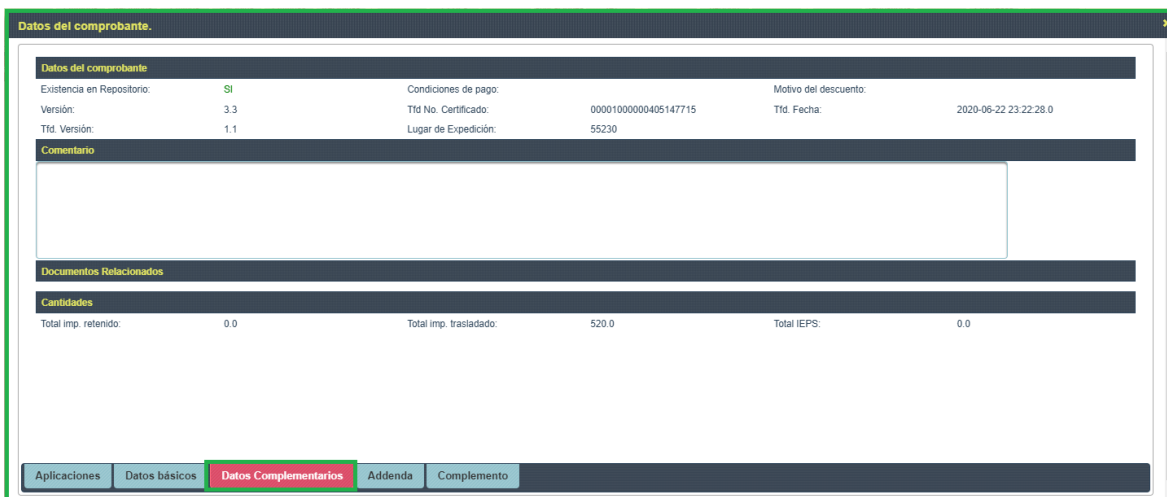 Datos del comprobante.
Datos del comprobante
Existencia en Repositorio: SI Condiciones de pago: Motivo del descuento:
Versión: 3.3 Tfd No. Certificado: 00001000000405147715 Tfd. Fecha: 2020-06-22 23:22:28.0
Tfd. Versión: 1.1 Lugar de Expedición: 55230
Comentario
Documentos Relacionados
Cantidades
Total imp. retenido: 0.0 Total imp. trasladado: 520.0 Total IEPS: 0.0
Aplicaciones Datos básicos Datos Complementarios Addenda Complemento